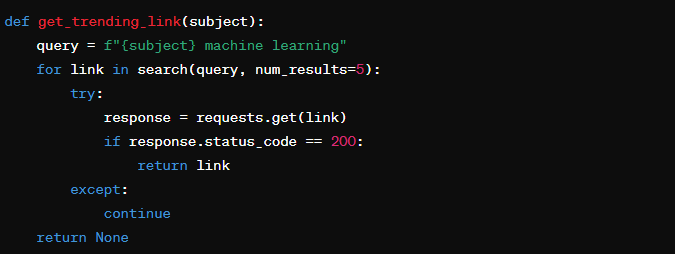 def get_trending_link(subject):
    query = f"{subject} machine learning"
    for link in search(query, num_results=5):
        try:
            response = requests.get(link)
            if response.status_code == 200:
                return link
        except:
            continue
    return None